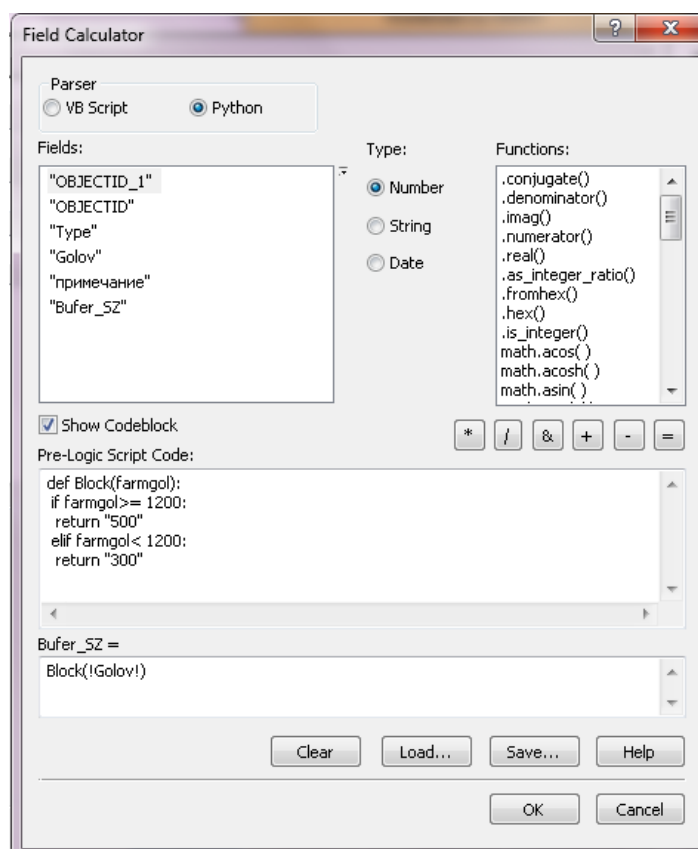 Field Calculator
Parser
VB Script Python
Fields: Type: Functions:
"OBJECTID_1"
"OBJECTID"
"Type"
"Golov"
"примечание"
"Bufer_SZ"
Number
String
Date
.conjugate()
.denominator()
.imag()
.numerator()
.real()
.as_integer_ratio()
.fromhex()
.hex()
.is_integer()
math.acos( )
math.acosh( )
math.asin( )
Show Codeblock
* / & + - =
Pre-Logic Script Code:
def Block(farmgol):
if farmgol>= 1200:
return "500"
elif farmgol< 1200:
return "300"
Bufer_SZ =
Block(!Golov!)
Clear Load... Save... Help
OK Cancel